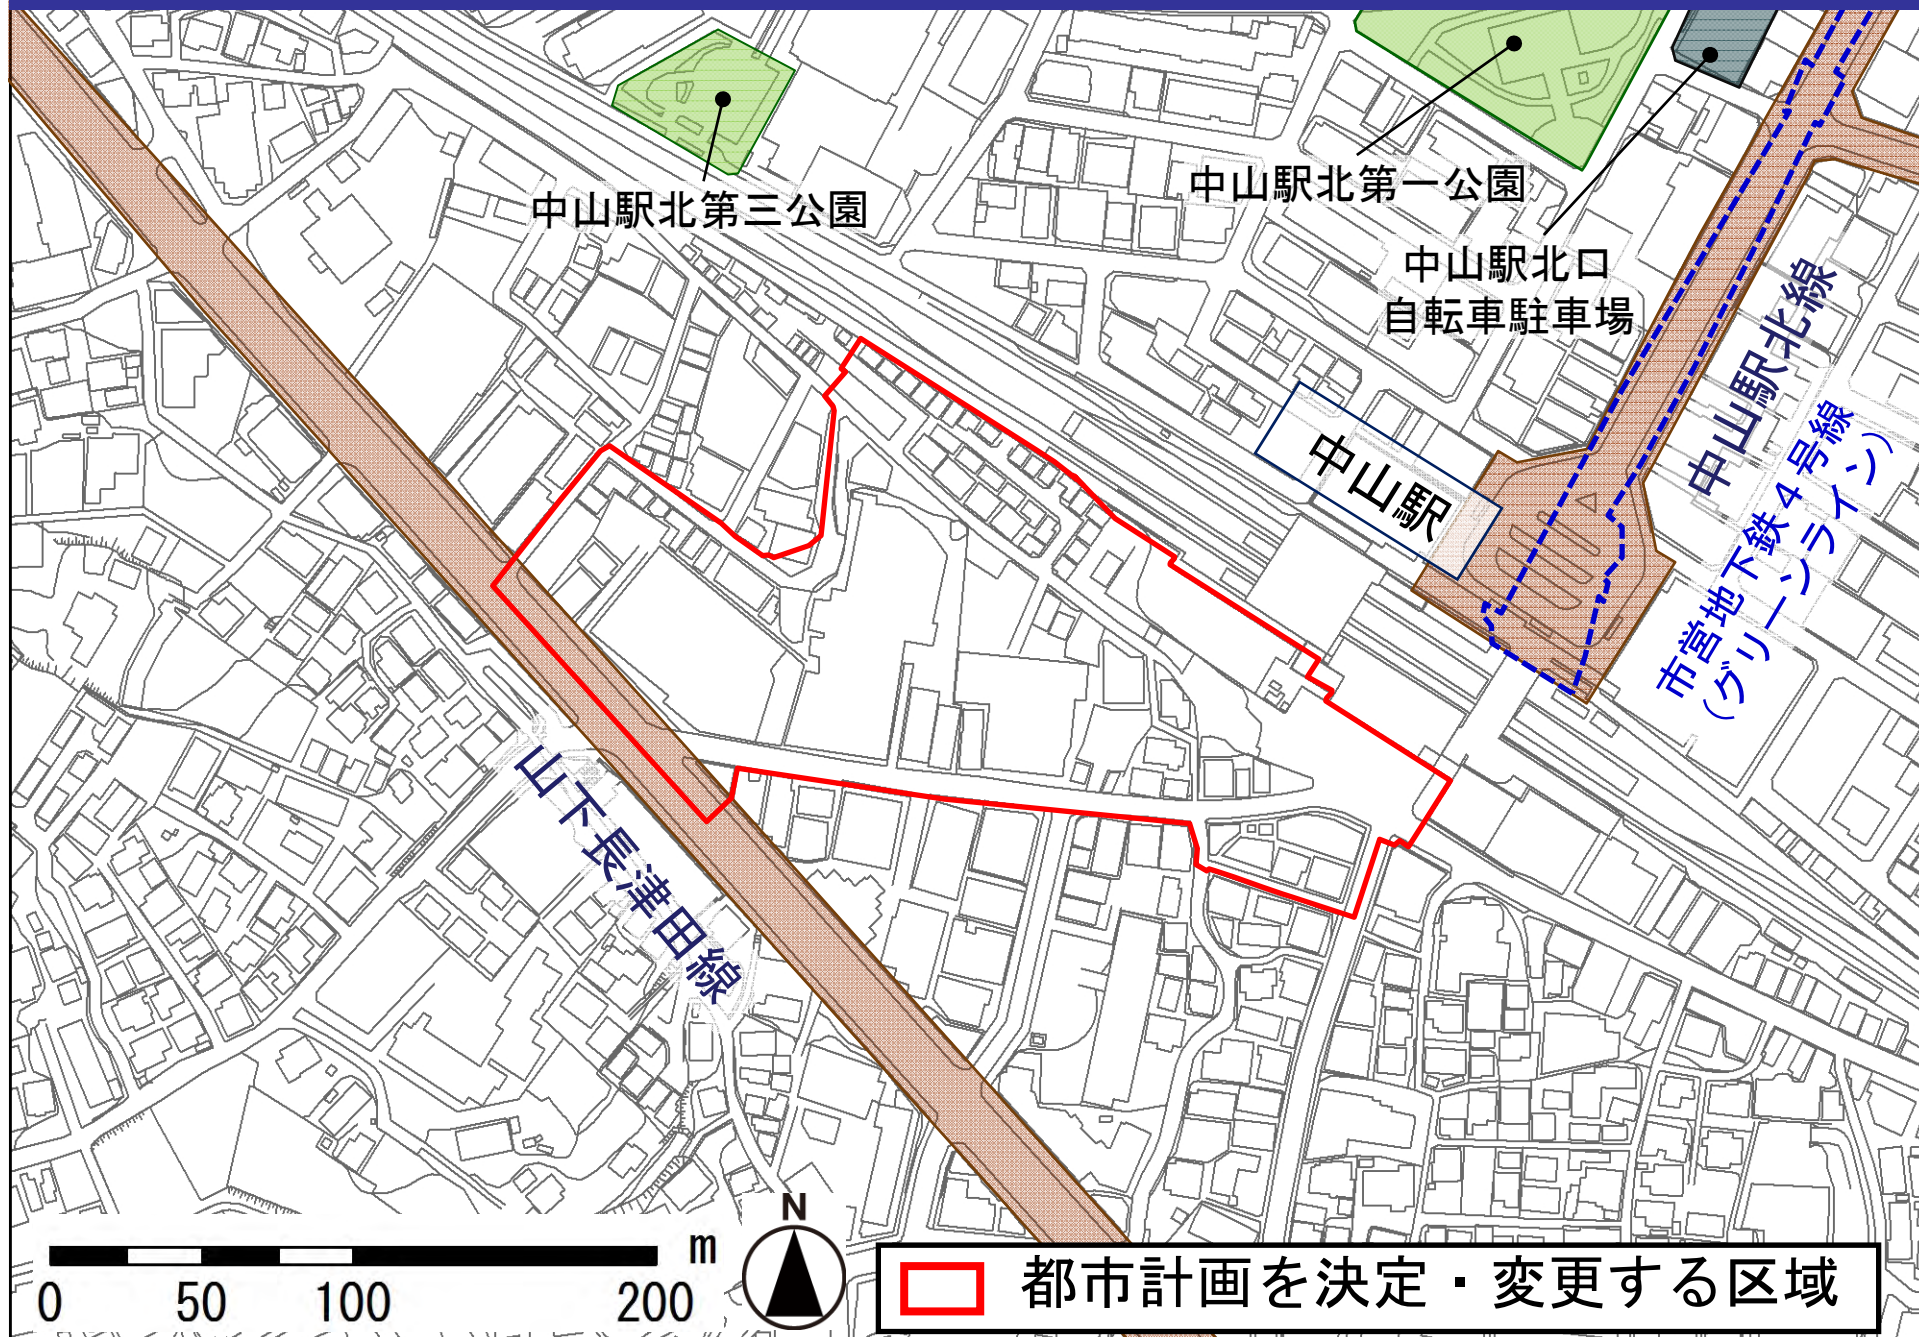 中山駅北第三公園
中山駅北第一公園
中山駅北口
自転車駐車場
中山駅北線
市営地下鉄4号線
(グリーンライン)
中山駅
山下長津田線
N
m
0 50 100 200
都市計画を決定・変更する区域